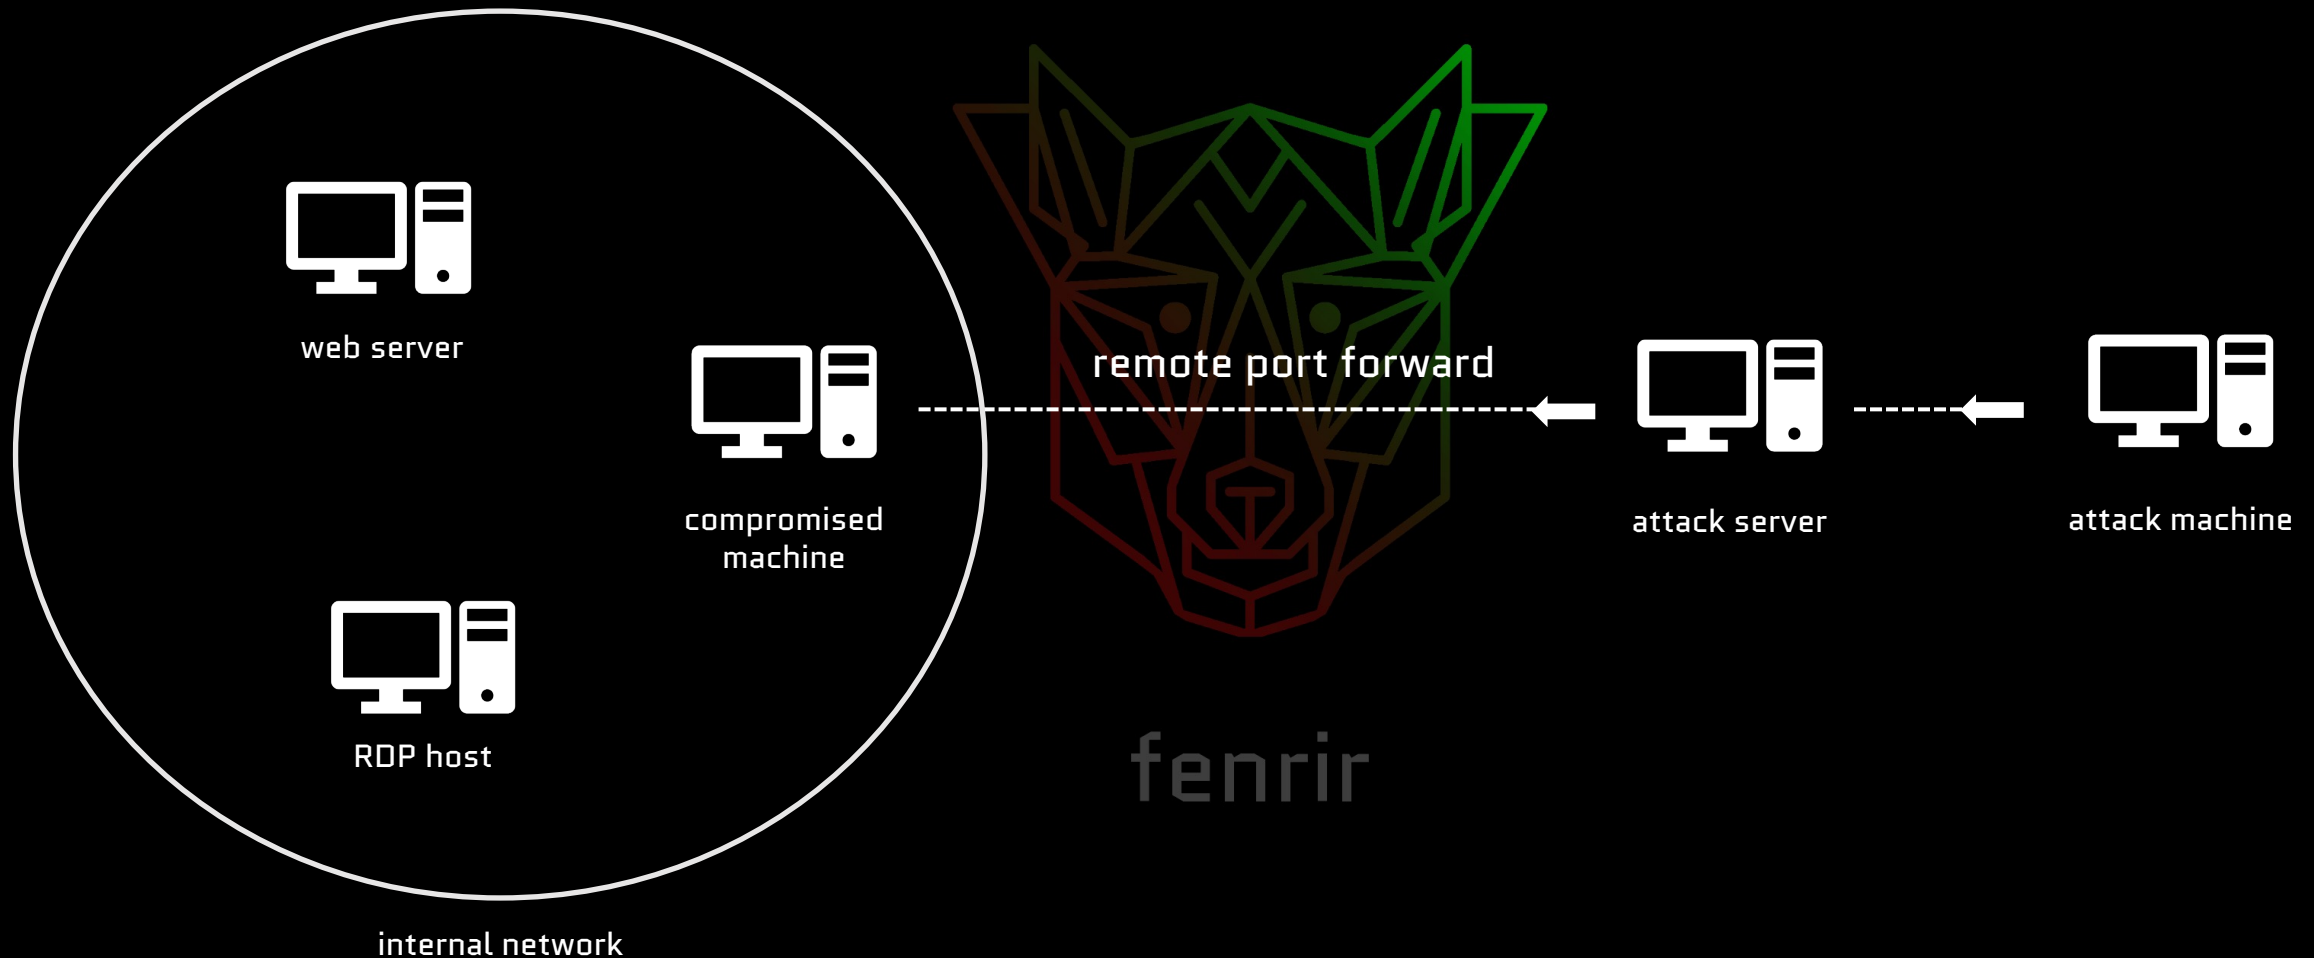 web server
compromised
machine
RDP host
internal network
remote port forward
fenrir
attack server
attack machine